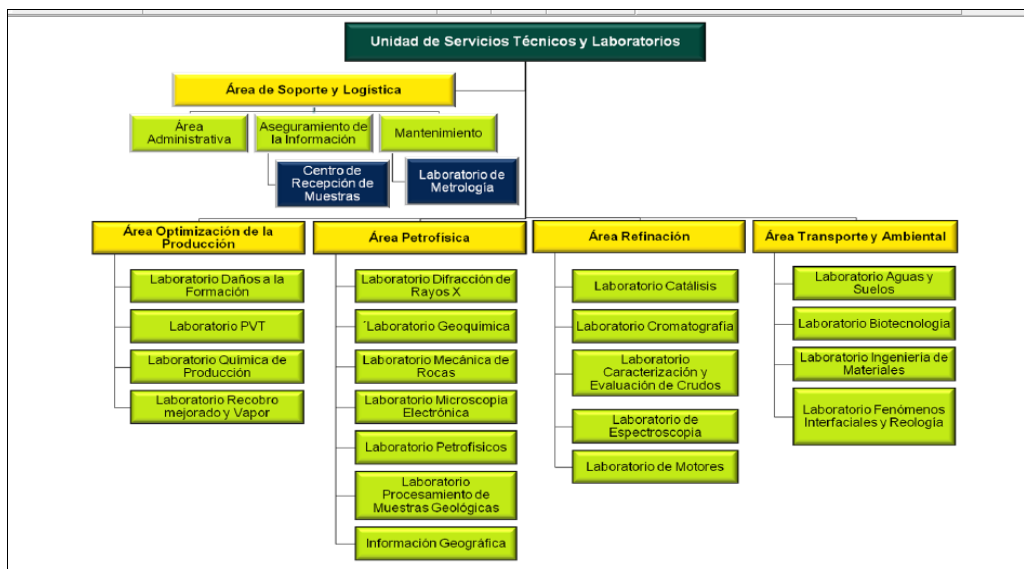 Unidad de Servicios Técnicos y Laboratorios
Área de Soporte y Logística
Área
Administrativa
Aseguramiento de
la Información
Mantenimiento
Centro de
Recepción de
Muestras
Laboratorio de
Metrología
Área Optimización de la
Producción
Área Petrofísica
Área Refinación
Área Transporte y Ambiental
Laboratorio Daños a la
Formación
Laboratorio PVT
Laboratorio Química de
Producción
Laboratorio Recobro
mejorado y Vapor
Laboratorio Difracción de
Rayos X
´Laboratorio Geoquímica
Laboratorio Mecánica de
Rocas
Laboratorio Microscopía
Electrónica
Laboratorio Petrofísicos
Laboratorio
Procesamiento de
Muestras Geológicas
Información Geográfica
Laboratorio Catálisis
Laboratorio Cromatografía
Laboratorio
Caracterización y
Evaluación de Crudos
Laboratorio de
Espectroscopia
Laboratorio de Motores
Laboratorio Aguas y
Suelos
Laboratorio Biotecnología
Laboratorio Ingeniería de
Materiales
Laboratorio Fenómenos
Interfaciales y Reología